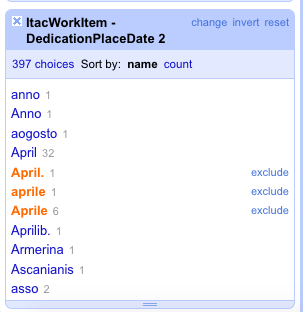 ItacWorkItem - change invert reset
DedicationPlaceDate 2
397 choices Sort by: name count
anno 1
Anno 1
aogosto 1
April 32
April. 1 exclude
aprile 1 exclude
Aprile 6 exclude
Aprilib. 1
Armerina 1
Ascanianis 1
asso 2